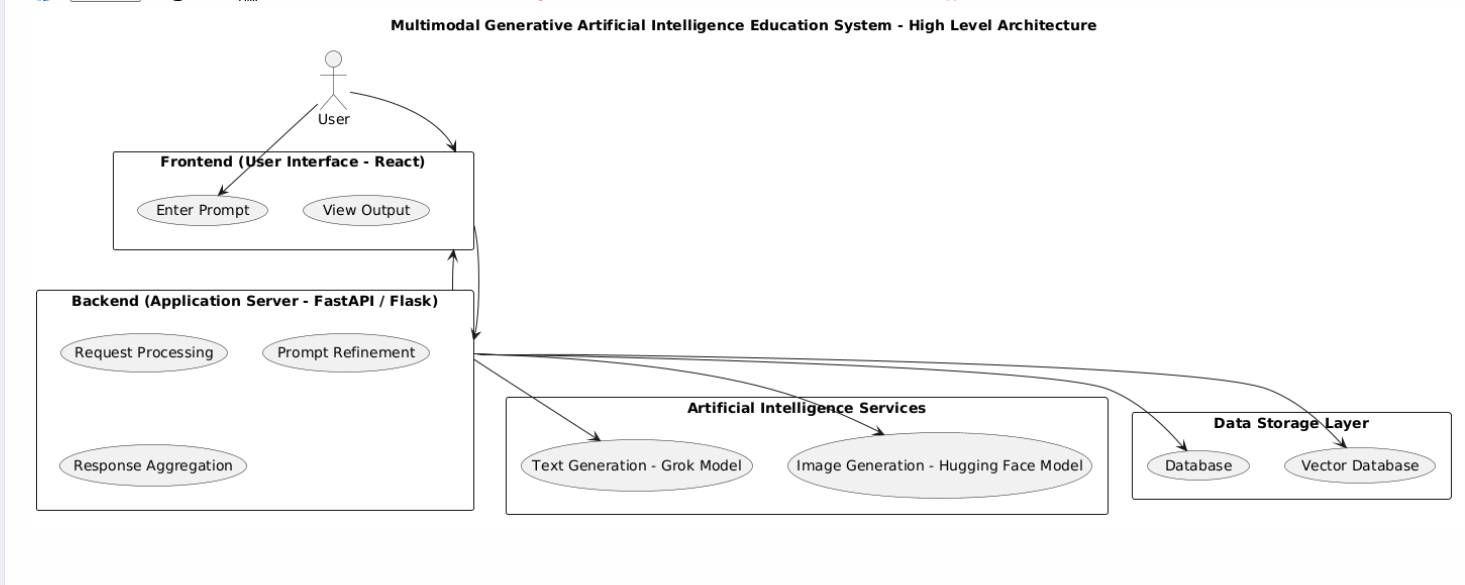 Multimodal Generative Artificial Intelligence Education System - High Level Architecture
User
Frontend (User Interface - React)
Enter Prompt
View Output
Backend (Application Server - FastAPI / Flask)
Request Processing
Prompt Refinement
Response Aggregation
Artificial Intelligence Services
Text Generation - Grok Model
Image Generation - Hugging Face Model
Data Storage Layer
Database
Vector Database